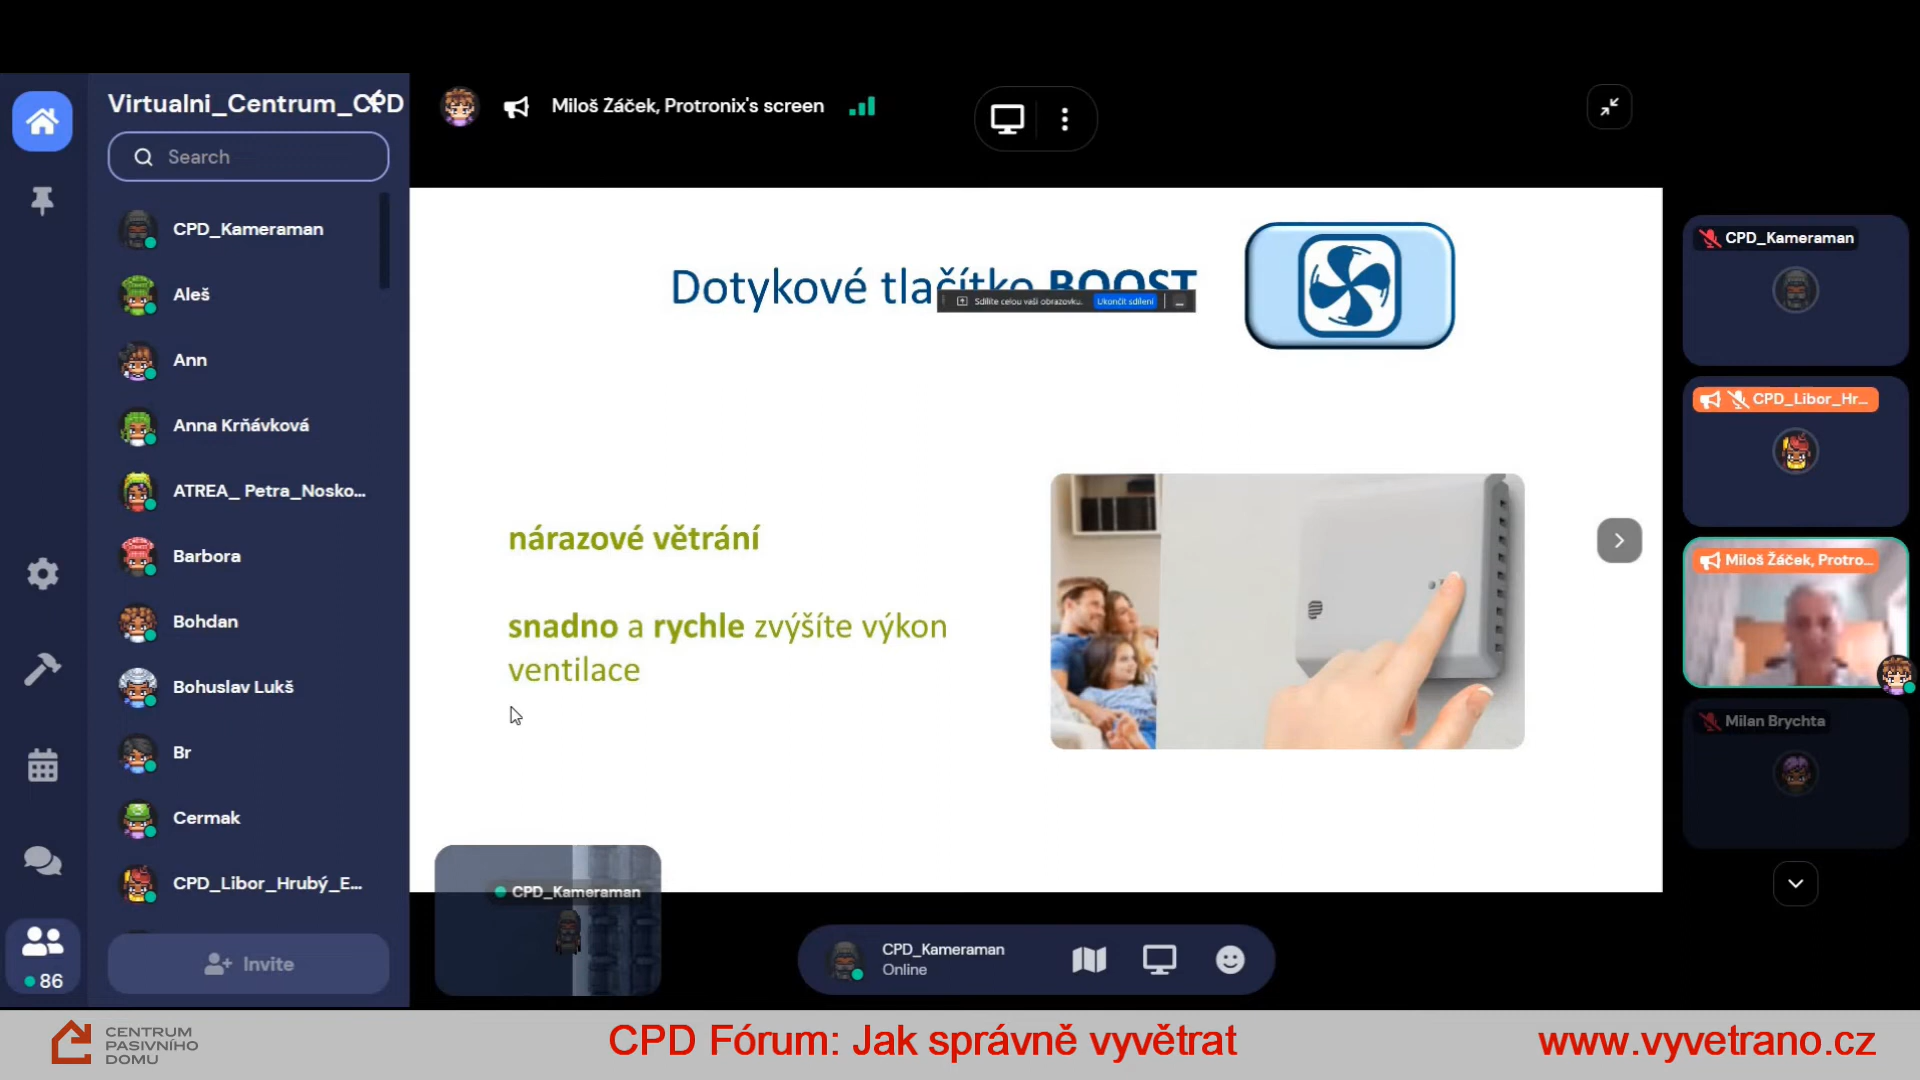 Virtualni_Centrum_CPD
Search
CPD_Kameraman
Aleš
Ann
Anna Krňávková
ATREA_ Petra_Nosko...
Barbora
Bohdan
Bohuslav Lukš
Br
Cermak
CPD_Libor_Hrubý_E...
Invite
86
Miloš Žáček, Protronix's screen
Dotykové tlačítko BOOST
Sdílíte celou vaši obrazovku.
Ukončit sdílení
nárazové větrání
snadno a rychle zvýšíte výkon
ventilace
CPD_Kameraman
CPD_Kameraman
Online
CPD_Kameraman
CPD_Libor_Hr...
Miloš Žáček, Protro...
Milan Brychta
CENTRUM
PASIVNÍHO
DOMU
CPD Fórum: Jak správně vyvětrat
www.vyvetrano.cz